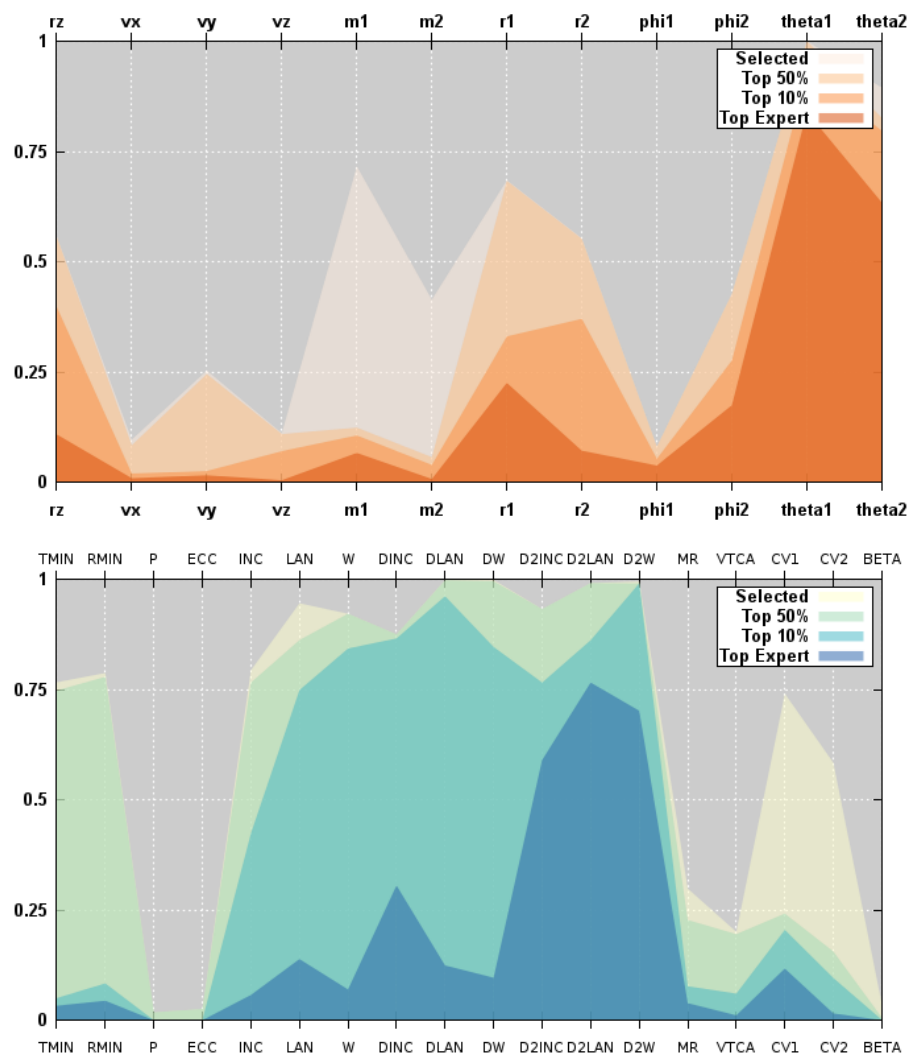 rz vx vy vz m1 m2 r1 r2 phi1 phi2 theta1 theta2
1
Selected
Top 50%
Top 10%
Top Expert
0.75
0.5
0.25
0
rz vx vy vz m1 m2 r1 r2 phi1 phi2 theta1 theta2
TMIN RMIN P ECC INC LAN W DINC DLAN DW D2INC D2LAN D2W MR VTCA CV1 CV2 BETA
1
Selected
Top 50%
Top 10%
Top Expert
0.75
0.5
0.25
0
TMIN RMIN P ECC INC LAN W DINC DLAN DW D2INC D2LAN D2W MR VTCA CV1 CV2 BETA